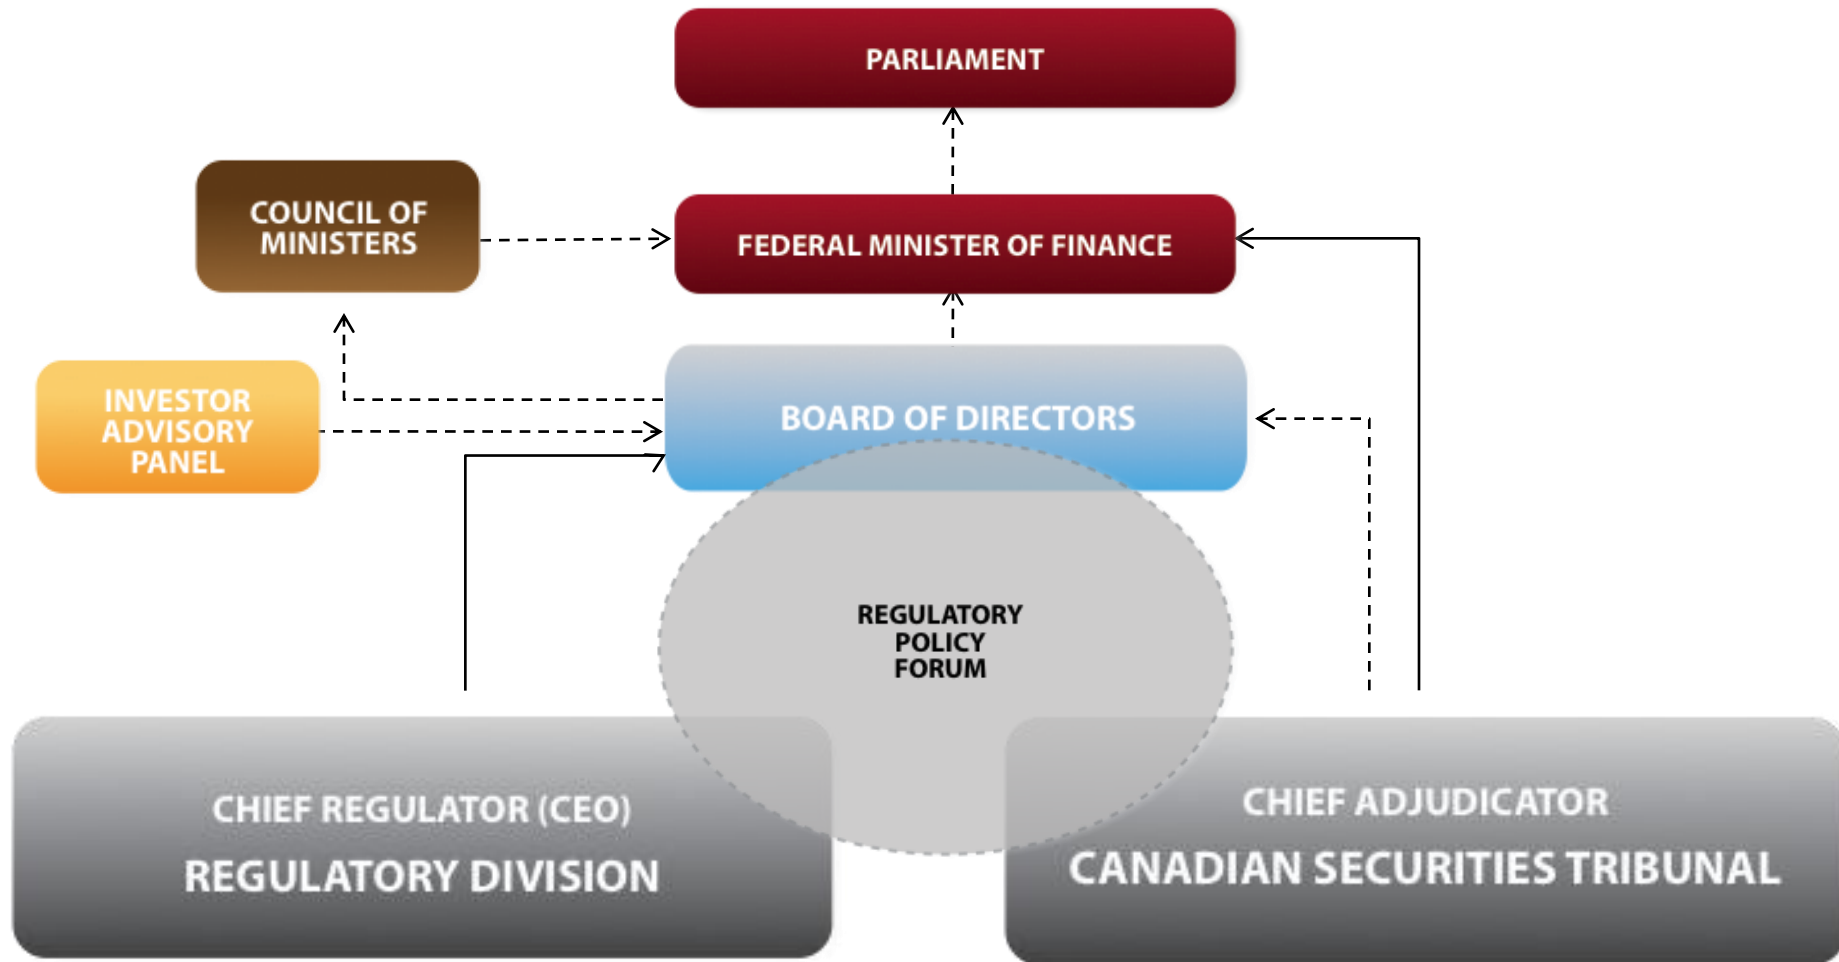 PARLIAMENT
COUNCIL OF
MINISTERS
FEDERAL MINISTER OF FINANCE
INVESTOR
ADVISORY
PANEL
BOARD OF DIRECTORS
REGULATORY
POLICY
FORUM
CHIEF REGULATOR (CEO)
REGULATORY DIVISION
CHIEF ADJUDICATOR
CANADIAN SECURITIES TRIBUNAL